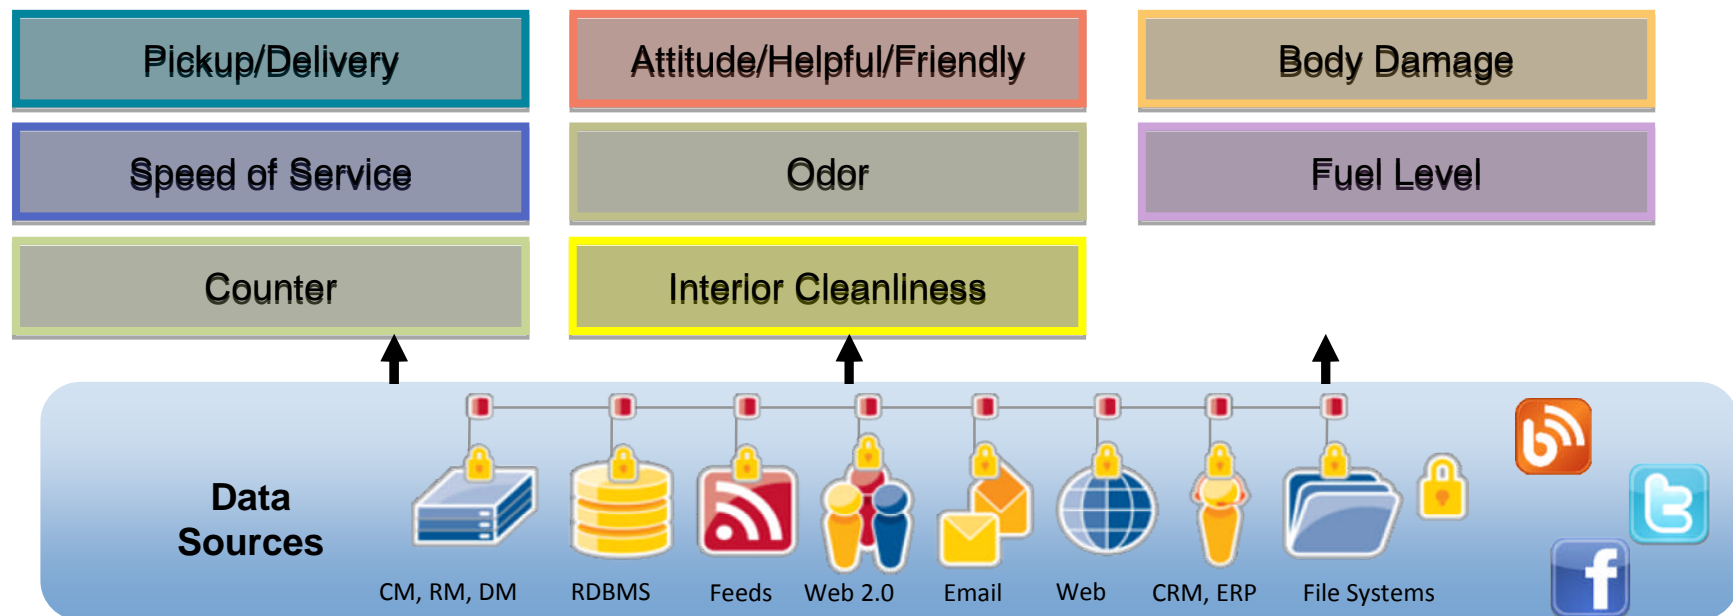 Pickup/Delivery
Attitude/Helpful/Friendly
Body Damage
Speed of Service
Odor
Fuel Level
Counter
Interior Cleanliness
Data
Sources
CM, RM, DM
RDBMS
Feeds
Web 2.0
Email
Web
CRM, ERP
File Systems